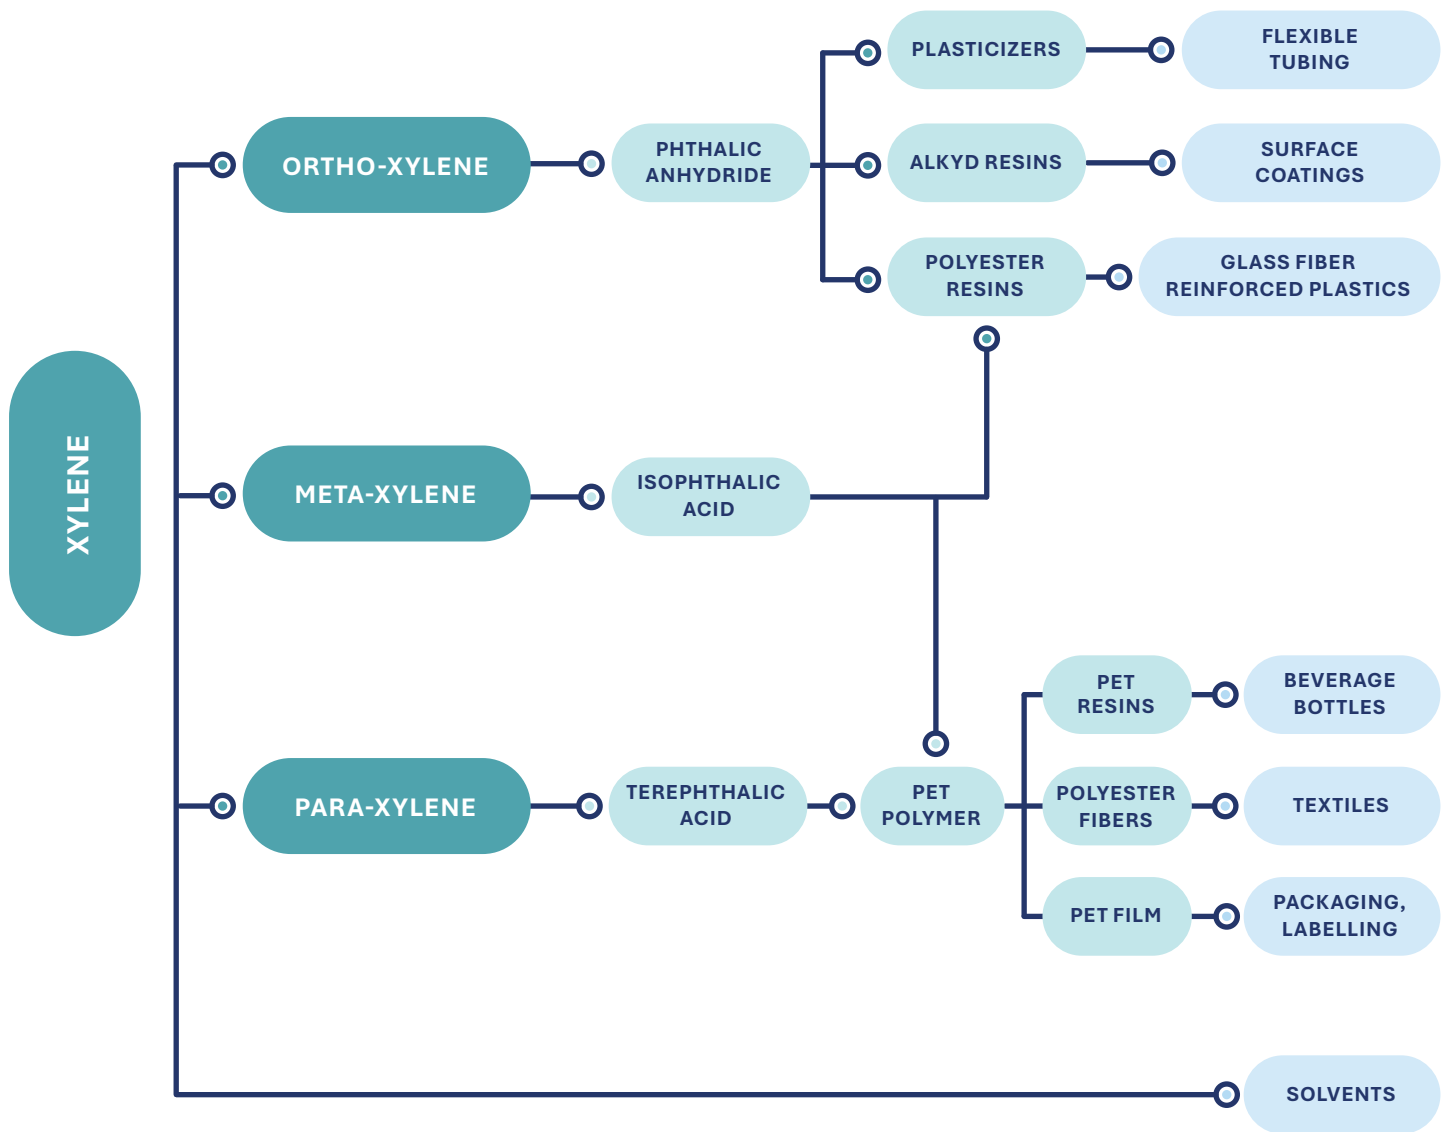 XYLENE
ORTHO-XYLENE
PHTHALIC
ANHYDRIDE
PLASTICIZERS
FLEXIBLE
TUBING
ALKYD RESINS
SURFACE
COATINGS
POLYESTER
RESINS
GLASS FIBER
REINFORCED PLASTICS
META-XYLENE
ISOPHTHALIC
ACID
PARA-XYLENE
TEREPHTHALIC
ACID
PET
POLYMER
PET
RESINS
BEVERAGE
BOTTLES
POLYESTER
FIBERS
TEXTILES
PET FILM
PACKAGING,
LABELLING
SOLVENTS